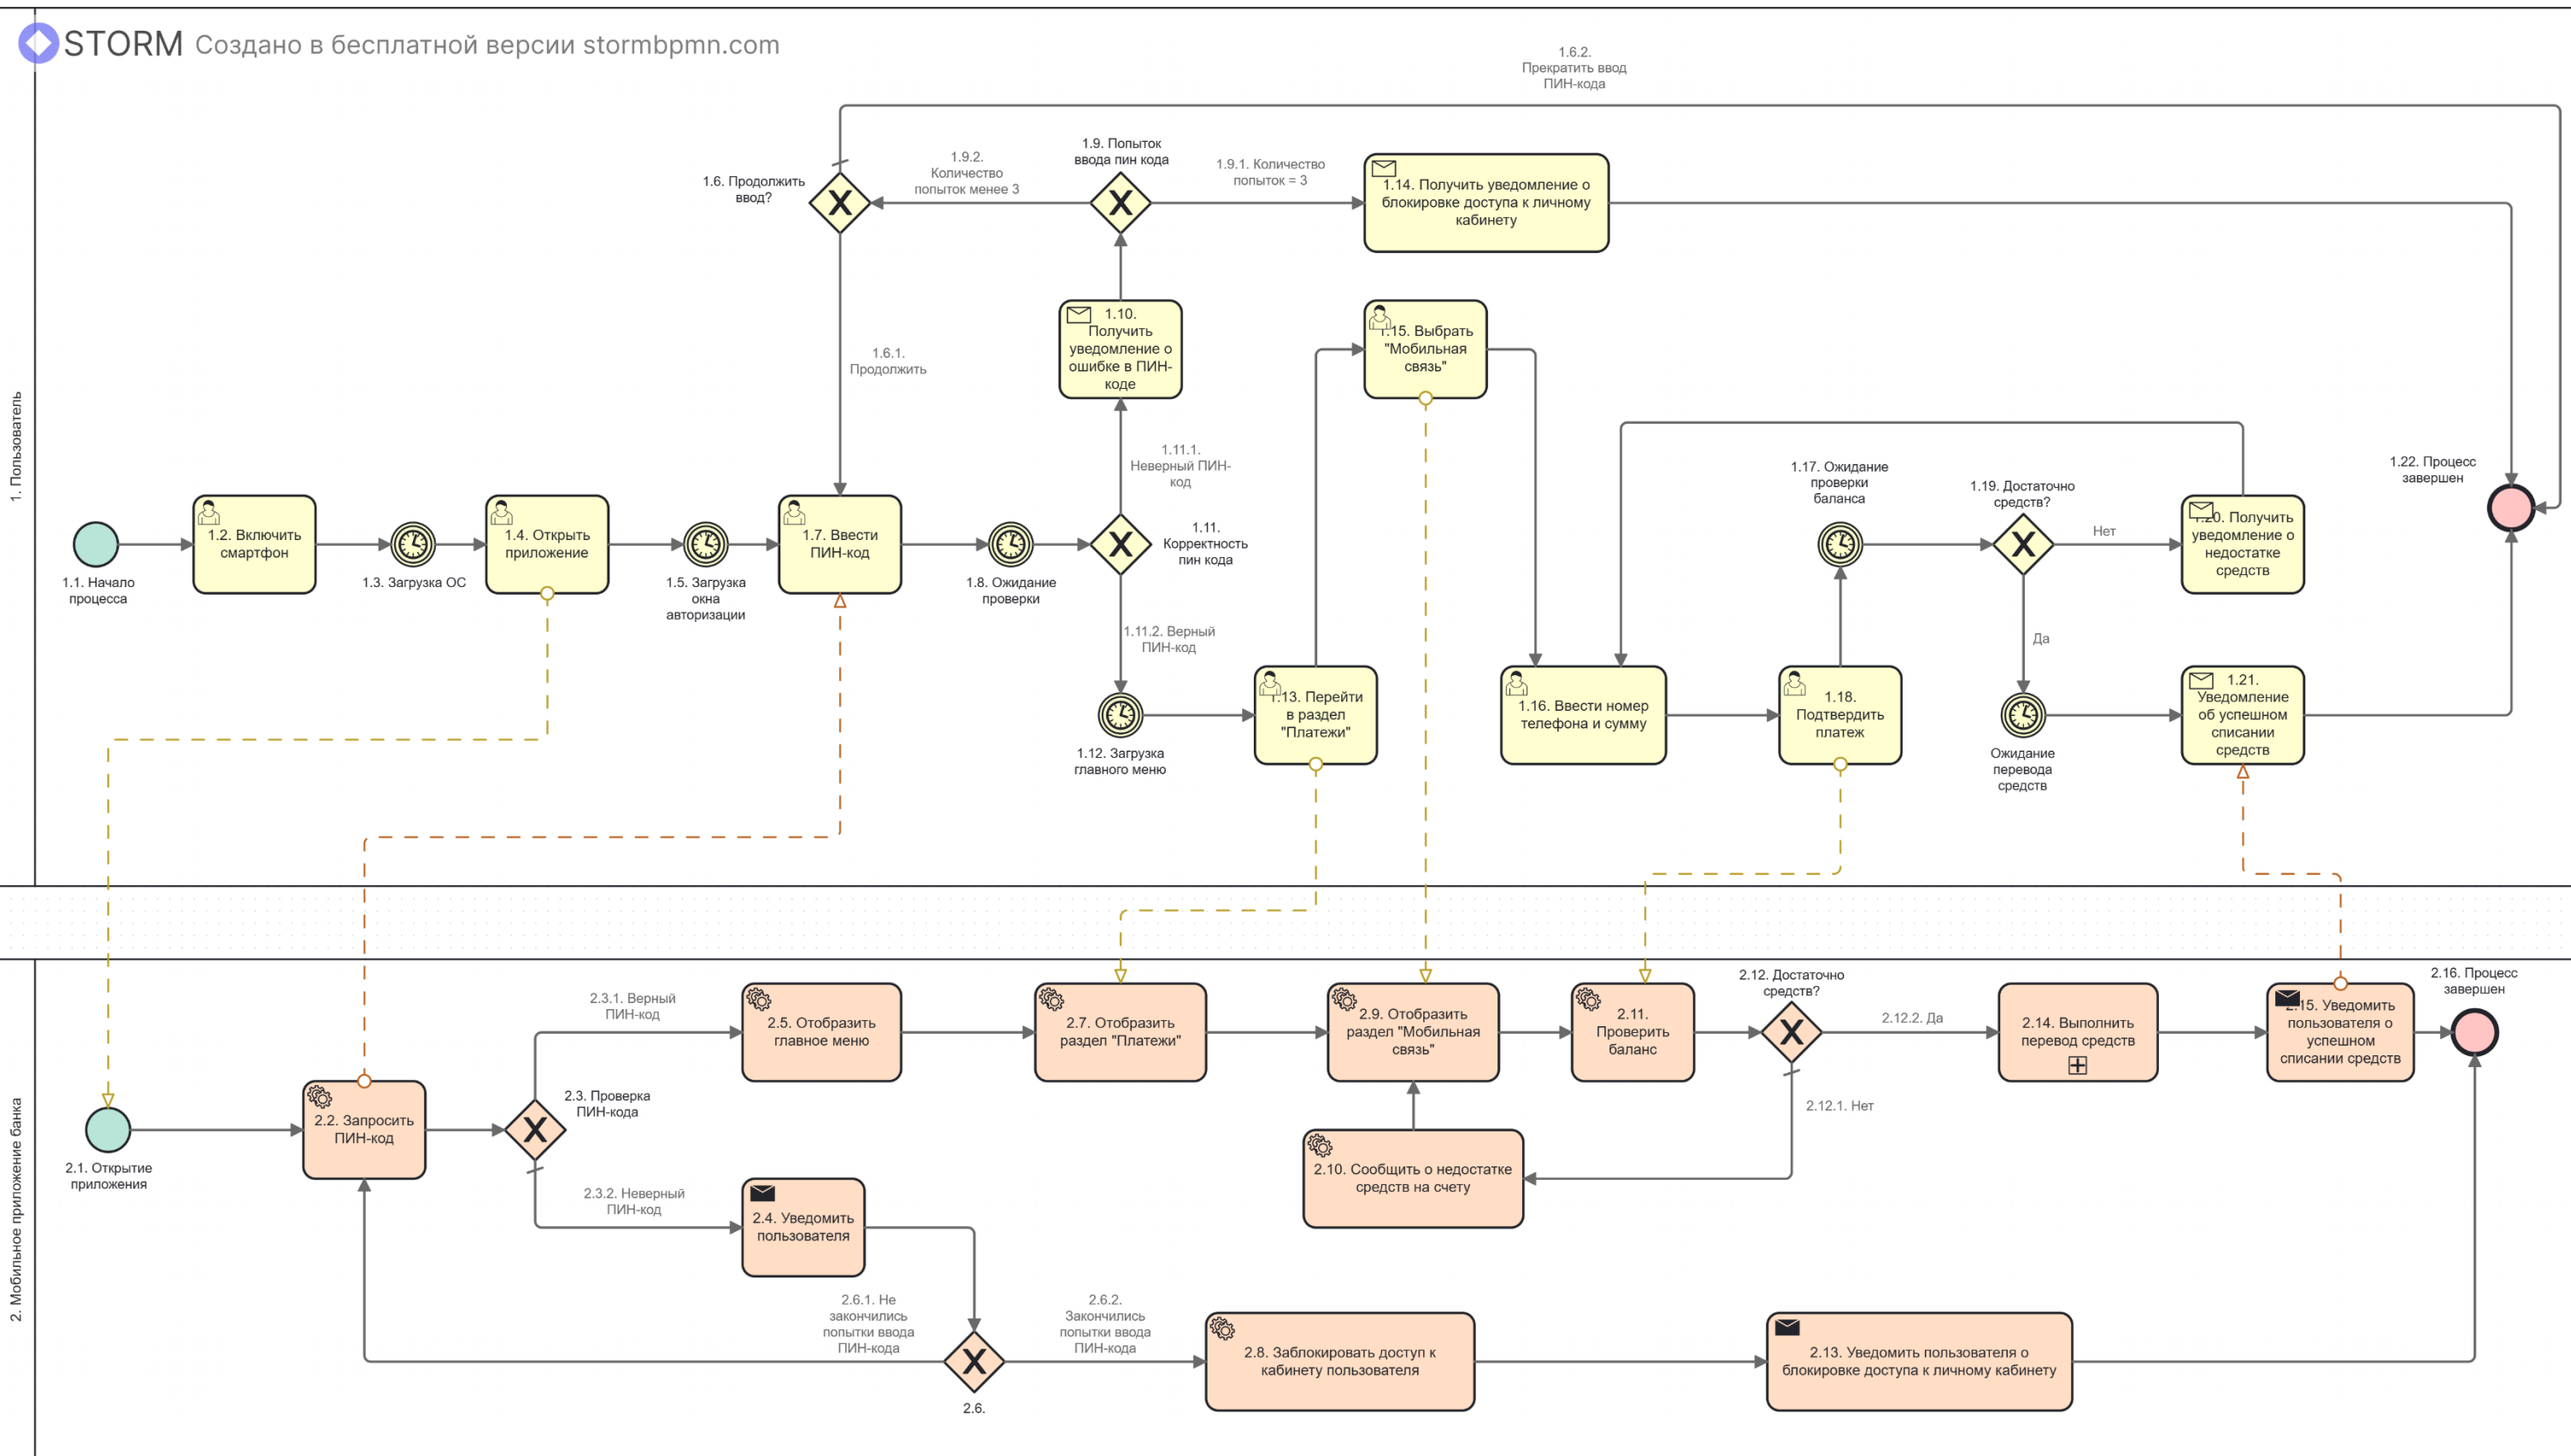 STORM Создано в бесплатной версии stormbpmn.com
1.6.2.
Прекратить ввод
ПИН-кода
1. Пользователь
1.6. Продолжить
ввод?
1.9.2.
Количество
попыток менее 3
1.9. Попыток
ввода пин кода
1.9.1. Количество
попыток = 3
1.14. Получить уведомление о
блокировке доступа к личному
кабинету
1.6.1.
Продолжить
1.10.
Получить
уведомление о
ошибке в ПИН-
коде
1.15. Выбрать
"Мобильная
связь"
1.11.1.
Неверный ПИН-
код
1.17. Ожидание
проверки
баланса
1.19. Достаточно
средств?
1.22. Процесс
завершен
1.1. Начало
процесса
1.2. Включить
смартфон
1.3. Загрузка ОС
1.4. Открыть
приложение
1.5. Загрузка
окна
авторизации
1.7. Ввести
ПИН-код
1.8. Ожидание
проверки
1.11.
Корректность
пин кода
Нет
1.20. Получить
уведомление о
недостатке
средств
1.11.2. Верный
ПИН-код
Да
1.12. Загрузка
главного меню
1.13. Перейти
в раздел
"Платежи"
1.16. Ввести номер
телефона и сумму
1.18.
Подтвердить
платеж
Ожидание
перевода
средств
1.21.
Уведомление
об успешном
списании
средств
2. Мобильное приложение банка
2.1. Открытие
приложения
2.2. Запросить
ПИН-код
2.3. Проверка
ПИН-кода
2.3.1. Верный
ПИН-код
2.5. Отобразить
главное меню
2.7. Отобразить
раздел "Платежи"
2.9. Отобразить
раздел "Мобильная
связь"
2.11.
Проверить
баланс
2.12. Достаточно
средств?
2.12.2. Да
2.14. Выполнить
перевод средств
2.15. Уведомить
пользователя о
успешном
списании средств
2.16. Процесс
завершен
2.12.1. Нет
2.10. Сообщить о недостатке
средств на счету
2.3.2. Неверный
ПИН-код
2.4. Уведомить
пользователя
2.6.1. Не
закончились
попытки ввода
ПИН-кода
2.6.
2.6.2.
Закончились
попытки ввода
ПИН-кода
2.8. Заблокировать доступ к
кабинету пользователя
2.13. Уведомить пользователя о
блокировке доступа к личному кабинету